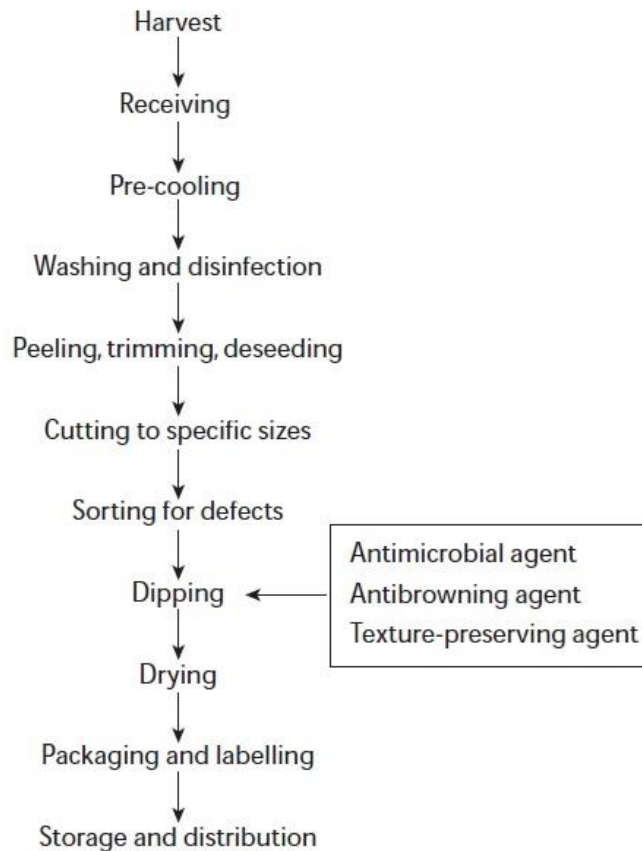 Harvest
Receiving
Pre-cooling
Washing and disinfection
Peeling, trimming, deseeding
Cutting to specific sizes
Sorting for defects
Dipping
Antimicrobial agent
Antibrowning agent
Texture-preserving agent
Drying
Packaging and labelling
Storage and distribution